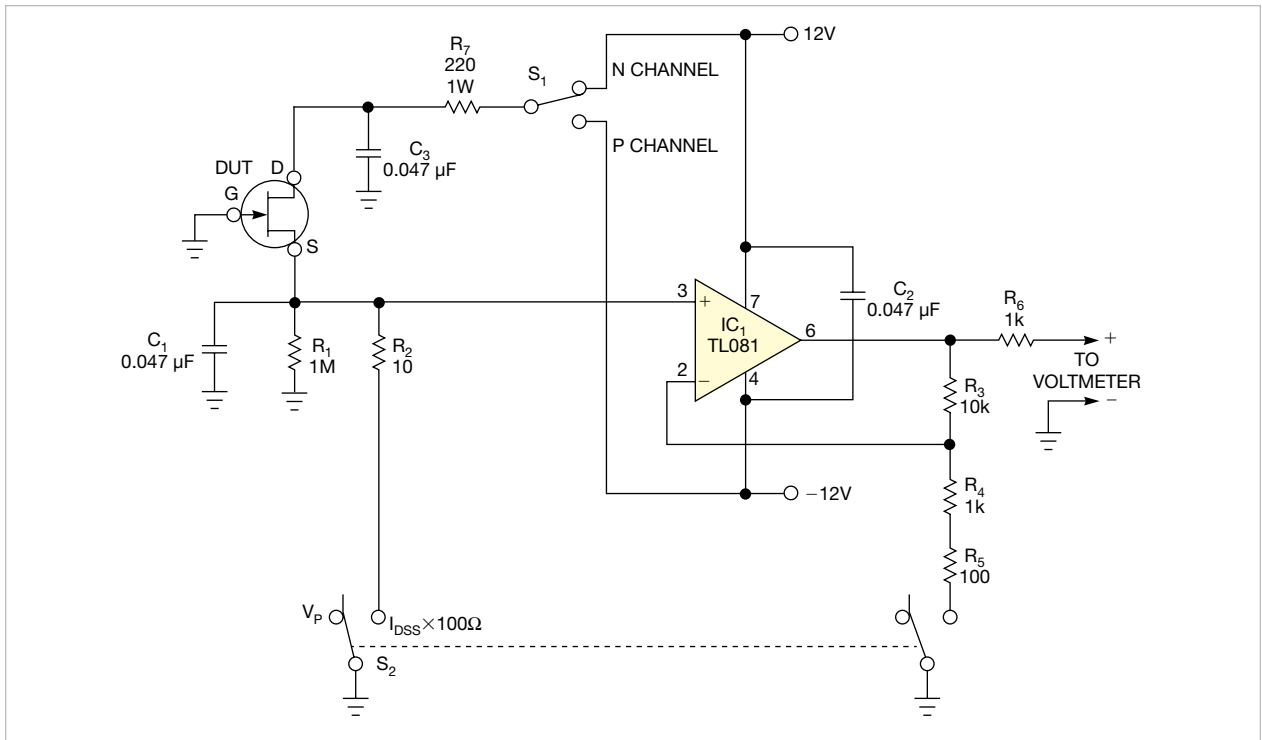 12V
R7
220
1W
S1
N CHANNEL
P CHANNEL
C3
0.047 µF
DUT
D
G
S
3
+
7
C2
0.047 µF
R6
1k
+
TO
VOLTMETER
−
IC1
TL081
6
2
−
4
C1
0.047 µF
R1
1M
R2
10
R3
10k
−12V
R4
1k
R5
100
VP
IDSS×100Ω
S2